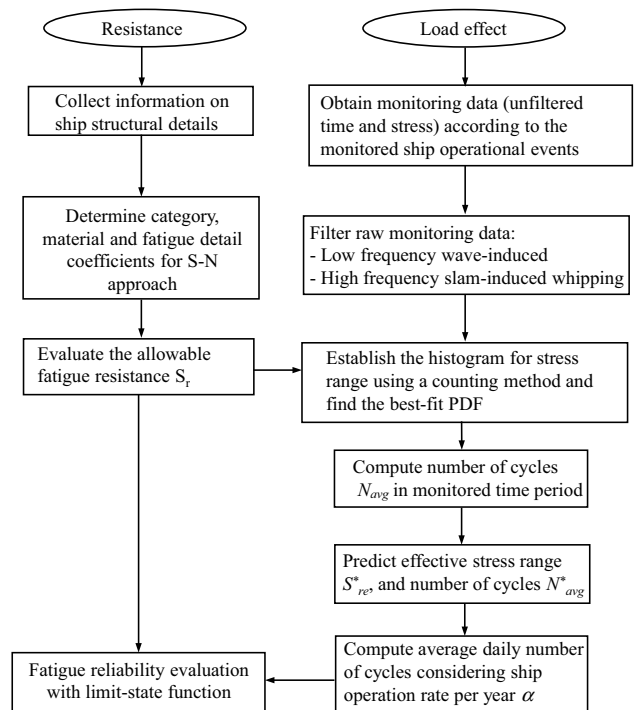 Resistance
Collect information on
ship structural details
Determine category,
material and fatigue detail
coefficients for S-N
approach
Evaluate the allowable
fatigue resistance Sr
Load effect
Obtain monitoring data (unfiltered
time and stress) according to the
monitored ship operational events
Filter raw monitoring data:
- Low frequency wave-induced
- High frequency slam-induced whipping
Establish the histogram for stress
range using a counting method and
find the best-fit PDF
Compute number of cycles
Navg in monitored time period
Predict effective stress range
S*re, and number of cycles N*avg
Compute average daily number
of cycles considering ship
operation rate per year α
Fatigue reliability evaluation
with limit-state function